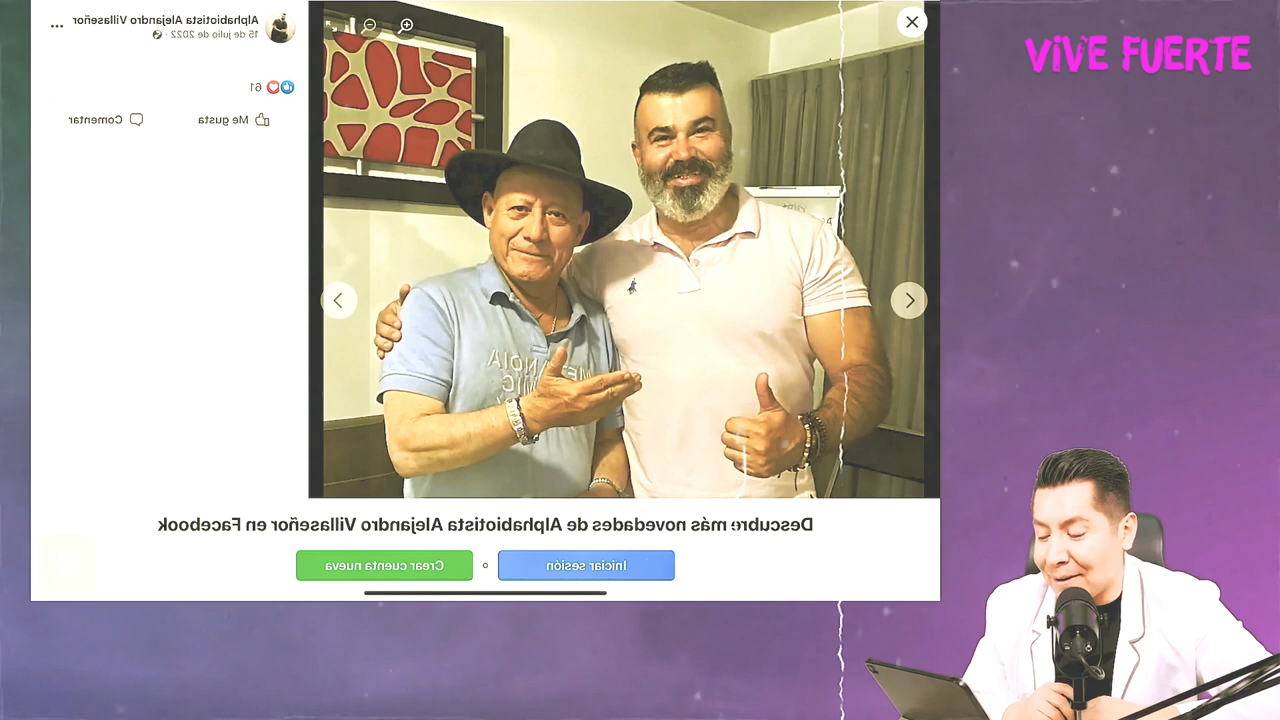 Alphabiotista Alejandro Villaseñor
15 de julio de 2022
61
Me gusta
Comentar
VIVE FUERTE
Descubre más novedades de Alphabiotista Alejandro Villaseñor en Facebook
Iniciar sesión
o
Crear cuenta nueva